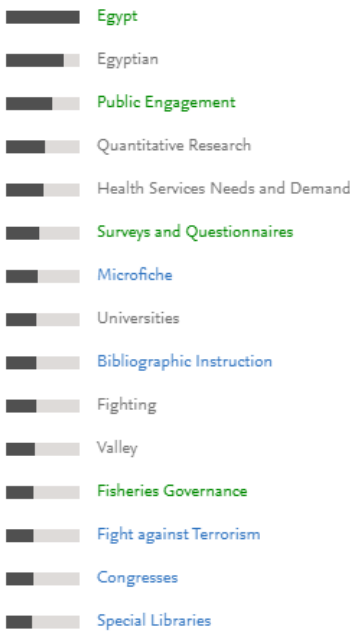 Egypt
Egyptian
Public Engagement
Quantitative Research
Health Services Needs and Demand
Surveys and Questionnaires
Microfiche
Universities
Bibliographic Instruction
Fighting
Valley
Fisheries Governance
Fight against Terrorism
Congresses
Special Libraries